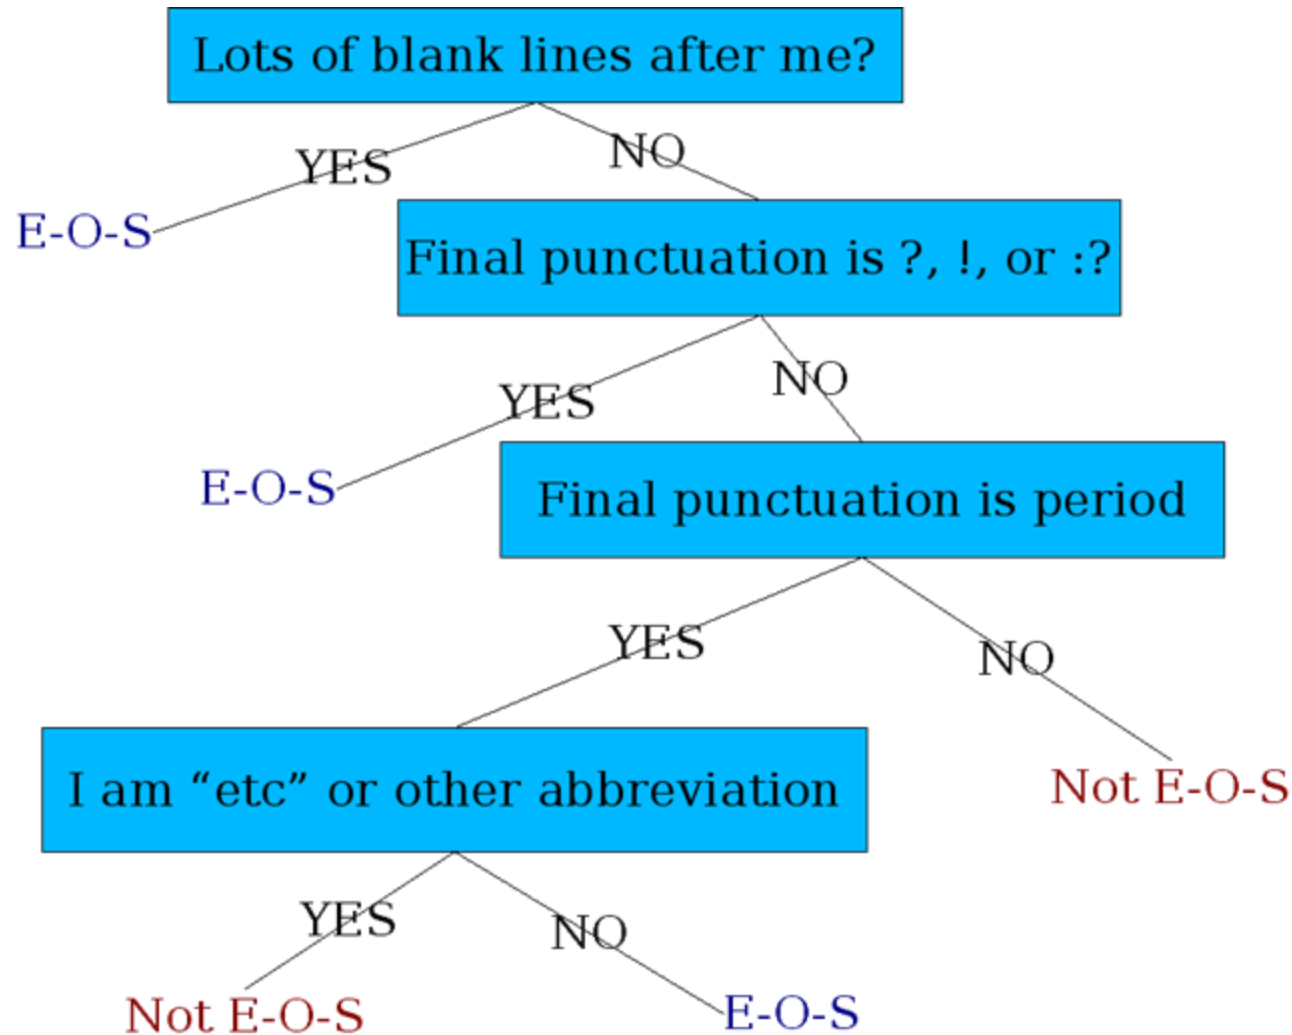 Lots of blank lines after me?
YES
NO
E-O-S
Final punctuation is ?, !, or :?
YES
NO
E-O-S
Final punctuation is period
YES
NO
I am “etc” or other abbreviation
Not E-O-S
YES
NO
Not E-O-S
E-O-S